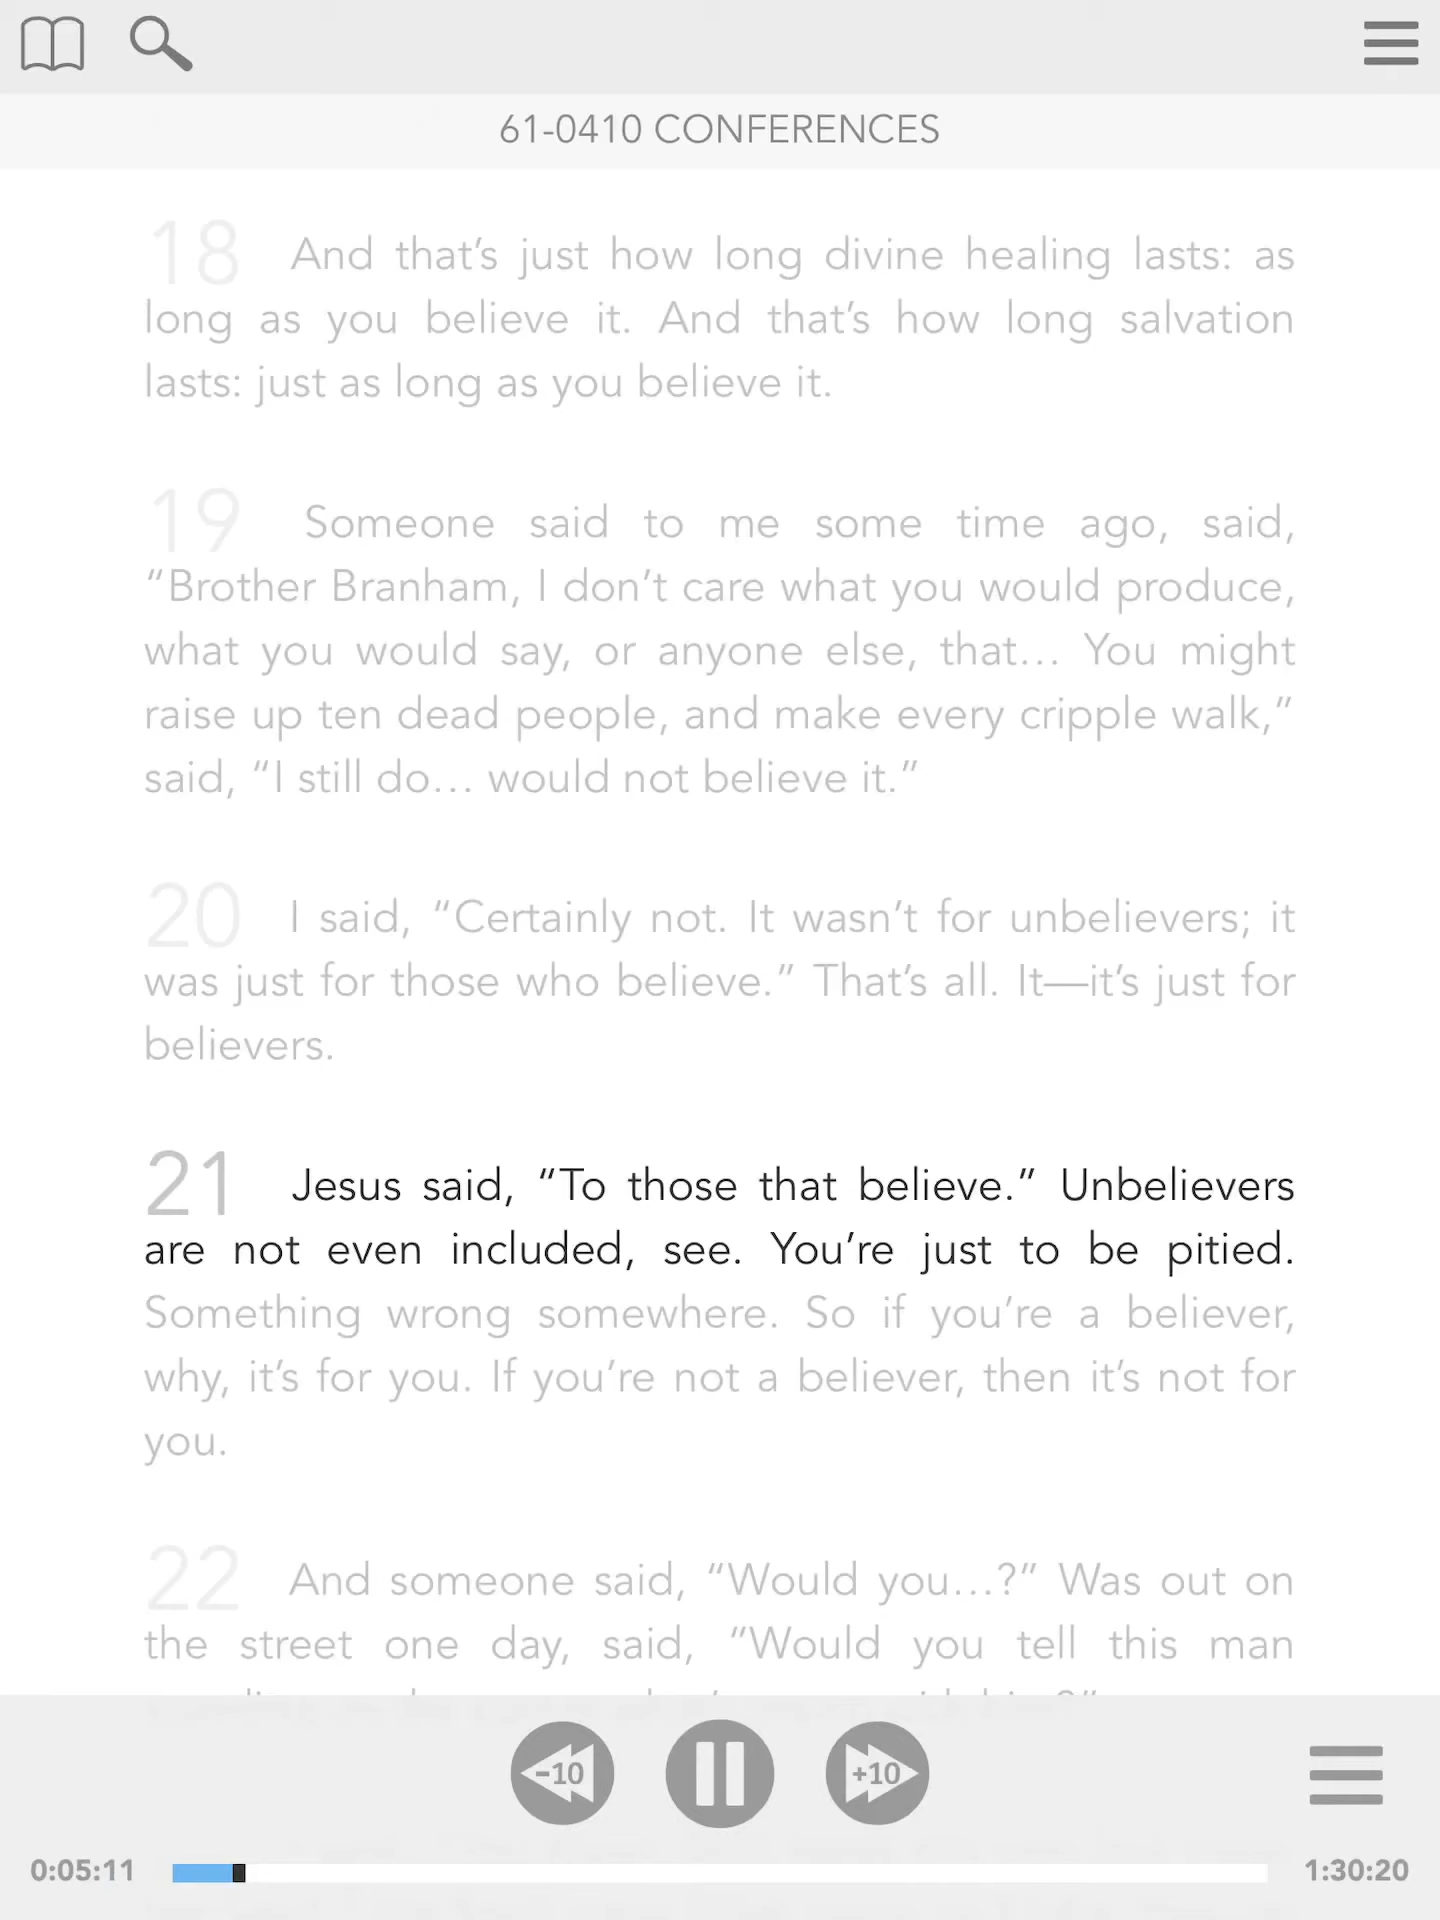 61-0410 CONFERENCES
18 And that’s just how long divine healing lasts: as
long as you believe it. And that’s how long salvation
lasts: just as long as you believe it.
19 Someone said to me some time ago, said,
“Brother Branham, I don’t care what you would produce,
what you would say, or anyone else, that… You might
raise up ten dead people, and make every cripple walk,”
said, “I still do… would not believe it.”
20 I said, “Certainly not. It wasn’t for unbelievers; it
was just for those who believe.” That’s all. It—it’s just for
believers.
21 Jesus said, “To those that believe.” Unbelievers
are not even included, see. You’re just to be pitied.
Something wrong somewhere. So if you’re a believer,
why, it’s for you. If you’re not a believer, then it’s not for
you.
22 And someone said, “Would you…?” Was out on
the street one day, said, “Would you tell this man
-10
+10
0:05:11
1:30:20